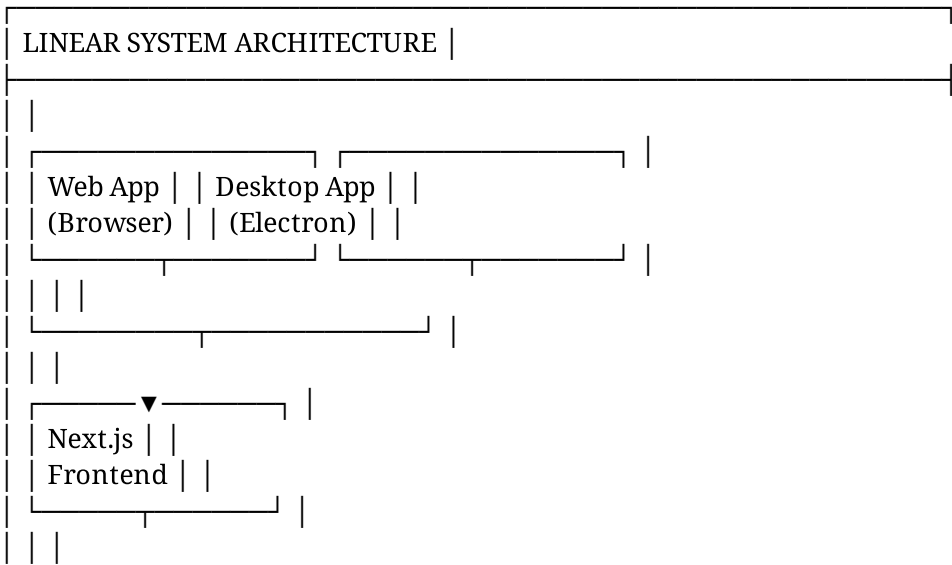 LINEAR SYSTEM ARCHITECTURE
Web App Desktop App
(Browser) (Electron)
Next.js
Frontend